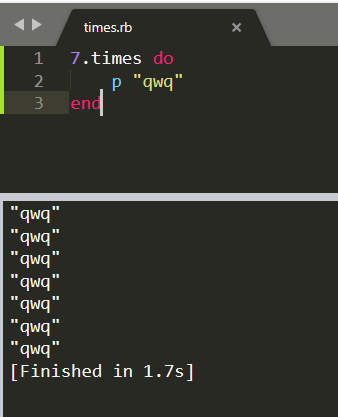 times.rb
1 7.times do
2 p "qwq"
3 end
"qwq"
"qwq"
"qwq"
"qwq"
"qwq"
"qwq"
"qwq"
[Finished in 1.7s]